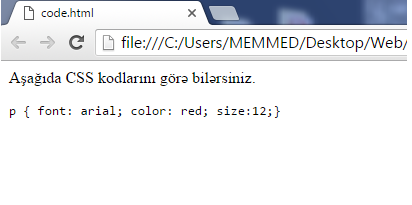 code.html
file:///C:/Users/MEMMED/Desktop/Web/
Aşağıda CSS kodlarını görə bilərsiniz.
p { font: arial; color: red; size:12;}